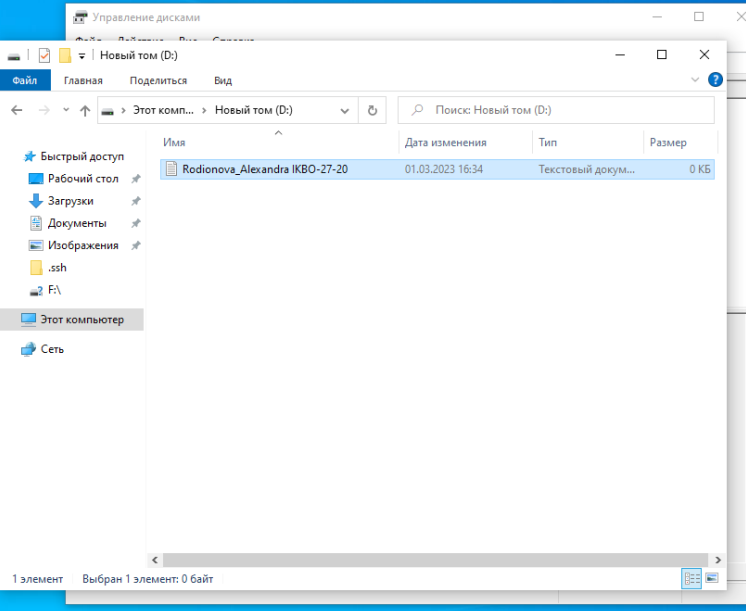 Управление дисками
Файл Действие Вид Справка
Новый том (D:)
Файл Главная Поделиться Вид
Этот комп... > Новый том (D:)
Поиск: Новый том (D:)
Имя Дата изменения Тип Размер
Rodionova_Alexandra IKBO-27-20 01.03.2023 16:34 Текстовый докум... 0 КБ
Быстрый доступ
Рабочий стол
Загрузки
Документы
Изображения
.ssh
F:\
Этот компьютер
Сеть
1 элемент Выбран 1 элемент: 0 байт